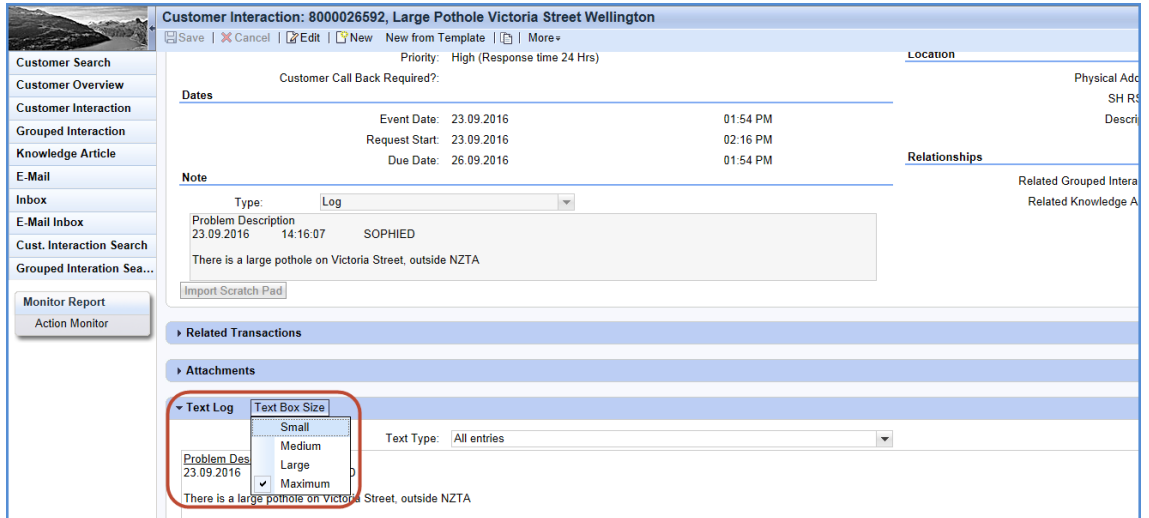 Customer Interaction: 8000026592, Large Pothole Victoria Street Wellington
Save | Cancel | Edit | New New from Template | | More
Customer Search
Customer Overview
Customer Interaction
Grouped Interaction
Knowledge Article
E-Mail
Inbox
E-Mail Inbox
Cust. Interaction Search
Grouped Interation Sea...
Monitor Report
Action Monitor
Priority: High (Response time 24 Hrs)
Customer Call Back Required?:
Dates
Event Date: 23.09.2016 01:54 PM
Request Start: 23.09.2016 02:16 PM
Due Date: 26.09.2016 01:54 PM
Note
Type: Log
Problem Description
23.09.2016 14:16:07 SOPHIED
There is a large pothole on Victoria Street, outside NZTA
Import Scratch Pad
Location
Physical Add
SH RS
Descri
Relationships
Related Grouped Intera
Related Knowledge A
Related Transactions
Attachments
Text Log Text Box Size
Small
Medium
Large
Maximum
Text Type: All entries
Problem Des
23.09.2016 D
There is a large pothole on Victoria Street, outside NZTA